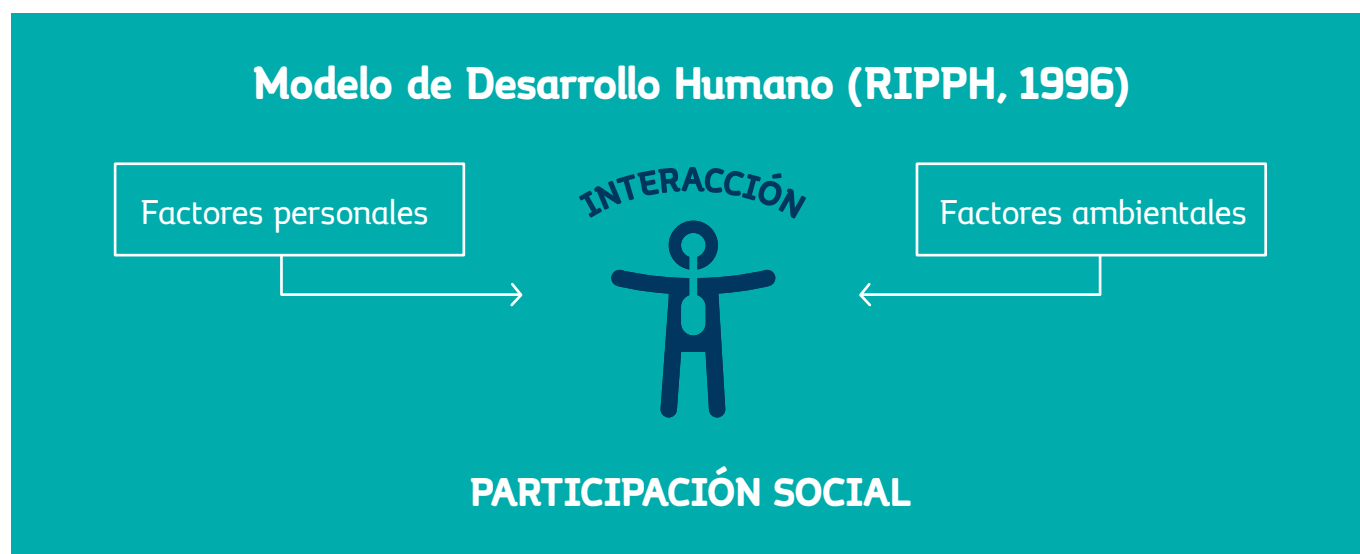 Modelo de Desarrollo Humano (RIPPH, 1996)
INTERACCIÓN
Factores personales
Factores ambientales
PARTICIPACIÓN SOCIAL